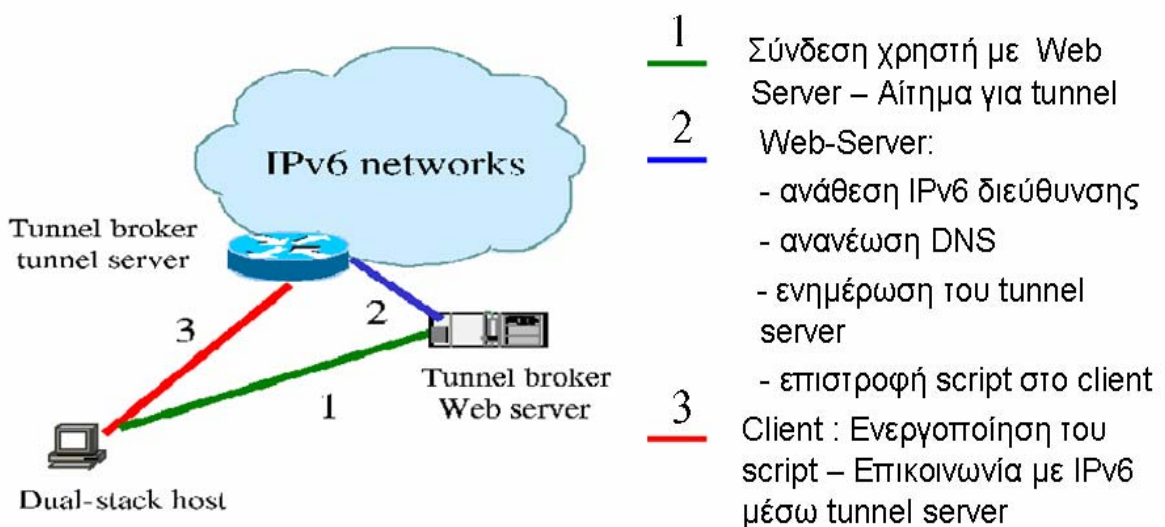 IPv6 networks
Tunnel broker
tunnel server
3
2
1
Tunnel broker
Web server
Dual-stack host
1
Σύνδεση χρηστή με Web
Server – Αίτημα για tunnel
2
Web-Server:
- ανάθεση IPv6 διεύθυνσης
- ανανέωση DNS
- ενημέρωση του tunnel
server
- επιστροφή script στο client
3
Client : Ενεργοποίηση του
script – Επικοινωνία με IPv6
μέσω tunnel server